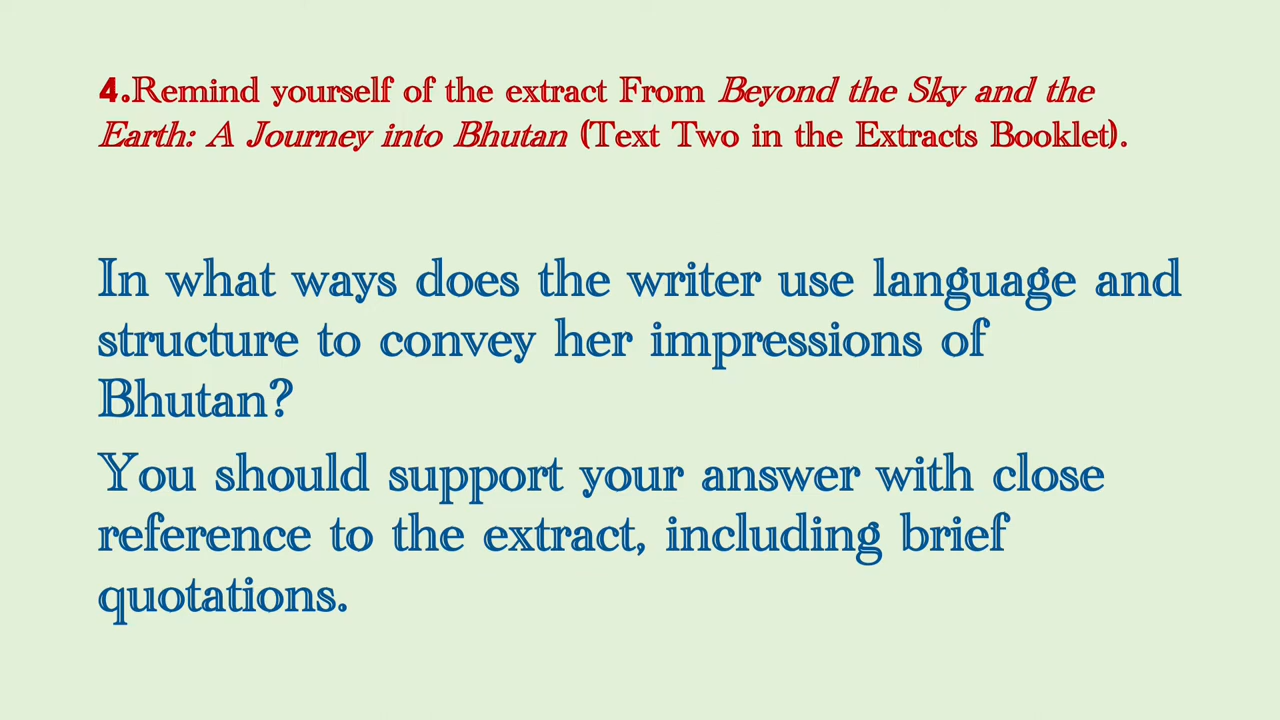 4.Remind yourself of the extract From Beyond the Sky and the
Earth: A Journey into Bhutan (Text Two in the Extracts Booklet).
In what ways does the writer use language and
structure to convey her impressions of
Bhutan?
You should support your answer with close
reference to the extract, including brief
quotations.